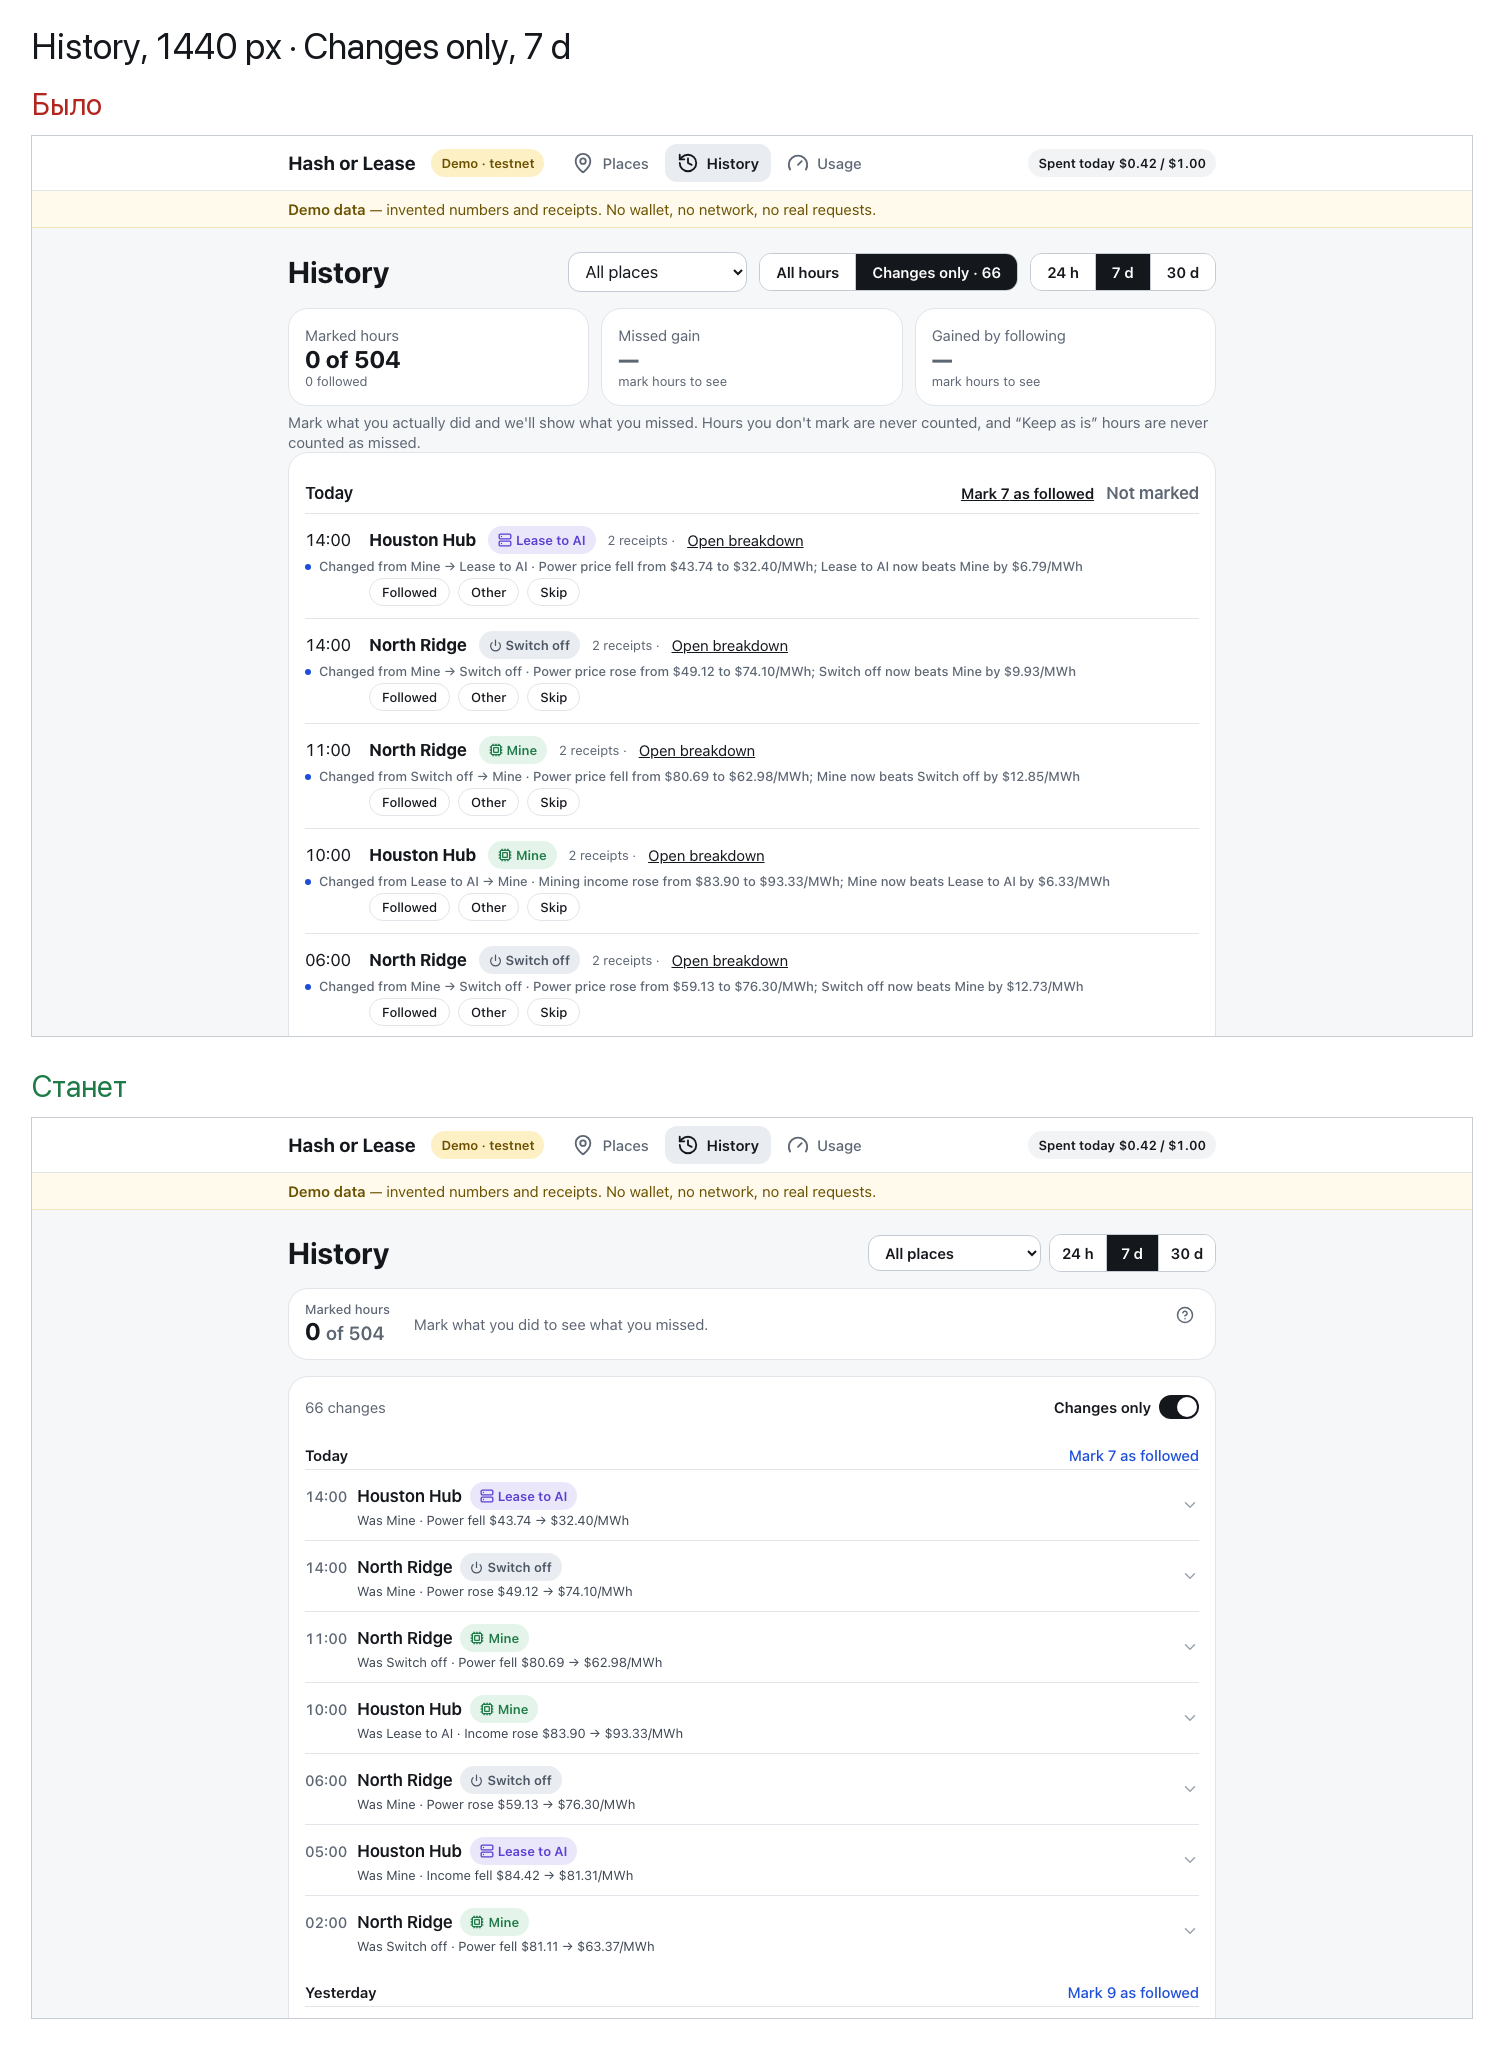 History, 1440 px · Changes only, 7 d
Было
Hash or Lease Demo · testnet Places History Usage Spent today $0.42 / $1.00
Demo data — invented numbers and receipts. No wallet, no network, no real requests.
History All places All hours Changes only · 66 24 h 7 d 30 d
Marked hours Missed gain Gained by following
0 of 504 — —
0 followed mark hours to see mark hours to see
Mark what you actually did and we'll show what you missed. Hours you don't mark are never counted, and “Keep as is” hours are never
counted as missed.
Today Mark 7 as followed Not marked
14:00 Houston Hub Lease to AI 2 receipts · Open breakdown
Changed from Mine → Lease to AI · Power price fell from $43.74 to $32.40/MWh; Lease to AI now beats Mine by $6.79/MWh
Followed Other Skip
14:00 North Ridge Switch off 2 receipts · Open breakdown
Changed from Mine → Switch off · Power price rose from $49.12 to $74.10/MWh; Switch off now beats Mine by $9.93/MWh
Followed Other Skip
11:00 North Ridge Mine 2 receipts · Open breakdown
Changed from Switch off → Mine · Power price fell from $80.69 to $62.98/MWh; Mine now beats Switch off by $12.85/MWh
Followed Other Skip
10:00 Houston Hub Mine 2 receipts · Open breakdown
Changed from Lease to AI → Mine · Mining income rose from $83.90 to $93.33/MWh; Mine now beats Lease to AI by $6.33/MWh
Followed Other Skip
06:00 North Ridge Switch off 2 receipts · Open breakdown
Changed from Mine → Switch off · Power price rose from $59.13 to $76.30/MWh; Switch off now beats Mine by $12.73/MWh
Followed Other Skip
Станет
Hash or Lease Demo · testnet Places History Usage Spent today $0.42 / $1.00
Demo data — invented numbers and receipts. No wallet, no network, no real requests.
History All places 24 h 7 d 30 d
Marked hours
0 of 504 Mark what you did to see what you missed.
66 changes Changes only
Today Mark 7 as followed
14:00 Houston Hub Lease to AI
Was Mine · Power fell $43.74 → $32.40/MWh
14:00 North Ridge Switch off
Was Mine · Power rose $49.12 → $74.10/MWh
11:00 North Ridge Mine
Was Switch off · Power fell $80.69 → $62.98/MWh
10:00 Houston Hub Mine
Was Lease to AI · Income rose $83.90 → $93.33/MWh
06:00 North Ridge Switch off
Was Mine · Power rose $59.13 → $76.30/MWh
05:00 Houston Hub Lease to AI
Was Mine · Income fell $84.42 → $81.31/MWh
02:00 North Ridge Mine
Was Switch off · Power fell $81.11 → $63.37/MWh
Yesterday Mark 9 as followed